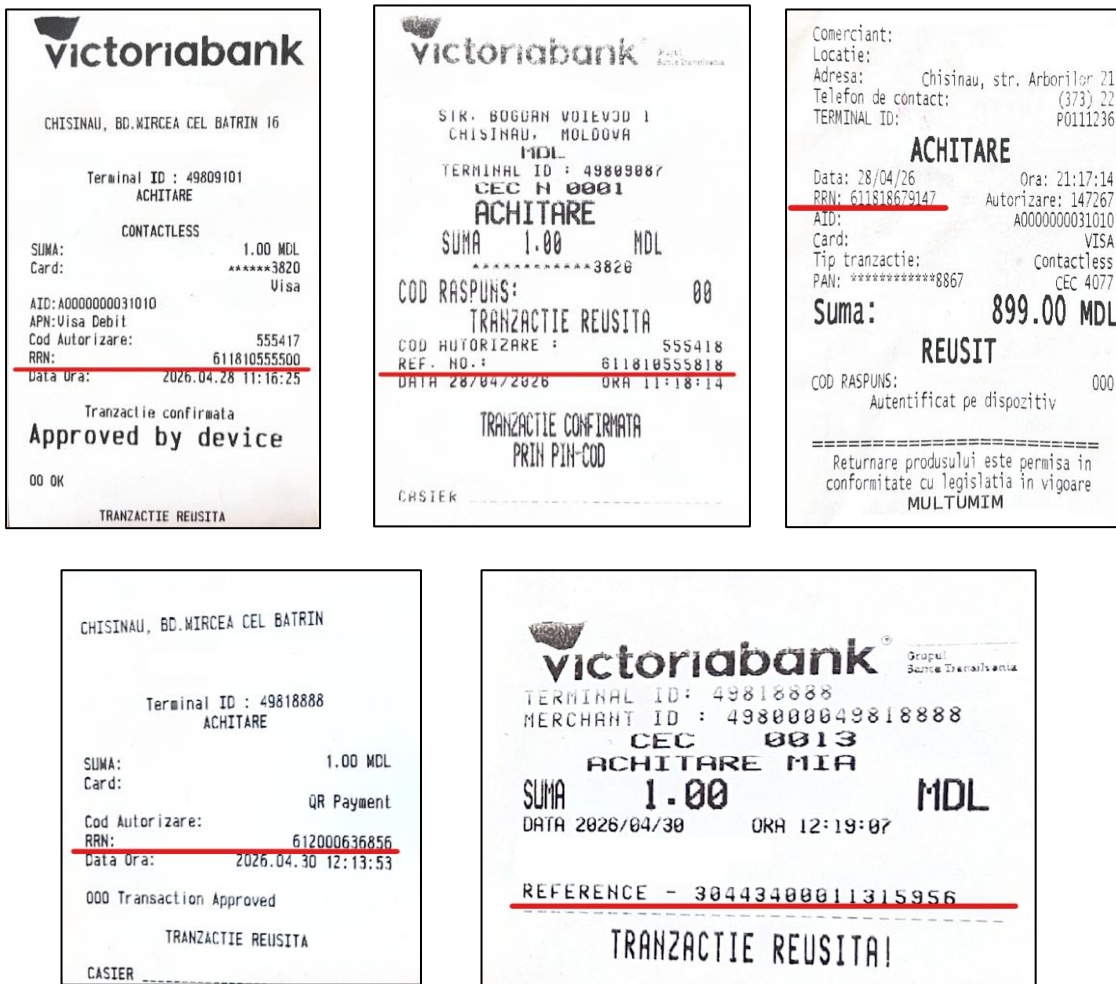 victoriabank
CHISINAU, BD.MIRCEA CEL BATRIN 16
Terminal ID : 49809101
ACHITARE
CONTACTLESS
SUMA: 1.00 MDL
Card: ******3820
Visa
AID:A0000000031010
APN:Visa Debit
Cod Autorizare: 555417
RRN: 611810555500
Data Ora: 2026.04.28 11:16:25
Tranzactie confirmata
Approved by device
00 OK
TRANZACTIE REUSITA
victoriabank
Grupul
Banca Transilvania
STR. BOGDAN VOIEVOD 1
CHISINAU, MOLDOVA
MDL
TERMINAL ID : 49809087
CEC N 0001
ACHITARE
SUMA 1.00 MDL
************3820
COD RASPUNS: 00
TRANZACTIE REUSITA
COD AUTORIZARE : 555418
REF. NO.: 611810555818
DATA 28/04/2026 ORA 11:18:14
TRANZACTIE CONFIRMATA
PRIN PIN-COD
CASIER
Comerciant:
Locatie:
Adresa: Chisinau, str. Arborilor 21
Telefon de contact: (373) 22
TERMINAL ID: P0111236
ACHITARE
Data: 28/04/26 Ora: 21:17:14
RRN: 611818679147 Autorizare: 147267
AID: A0000000031010
Card: VISA
Tip tranzactie: Contactless
PAN: ************8867 CEC 4077
Suma: 899.00 MDL
REUSIT
COD RASPUNS: 000
Autentificat pe dispozitiv
============================
Returnare produsului este permisa in
conformitate cu legislatia in vigoare
MULTUMIM
CHISINAU, BD.MIRCEA CEL BATRIN
Terminal ID : 49818888
ACHITARE
SUMA: 1.00 MDL
Card:
QR Payment
Cod Autorizare:
RRN: 612000636856
Data Ora: 2026.04.30 12:13:53
000 Transaction Approved
TRANZACTIE REUSITA
CASIER
victoriabank
Grupul
Banca Transilvania
TERMINAL ID: 49818888
MERCHANT ID : 498000049818888
CEC 0013
ACHITARE MIA
SUMA 1.00 MDL
DATA 2026/04/30 ORA 12:19:07
REFERENCE - 30443400011315956
TRANZACTIE REUSITA!